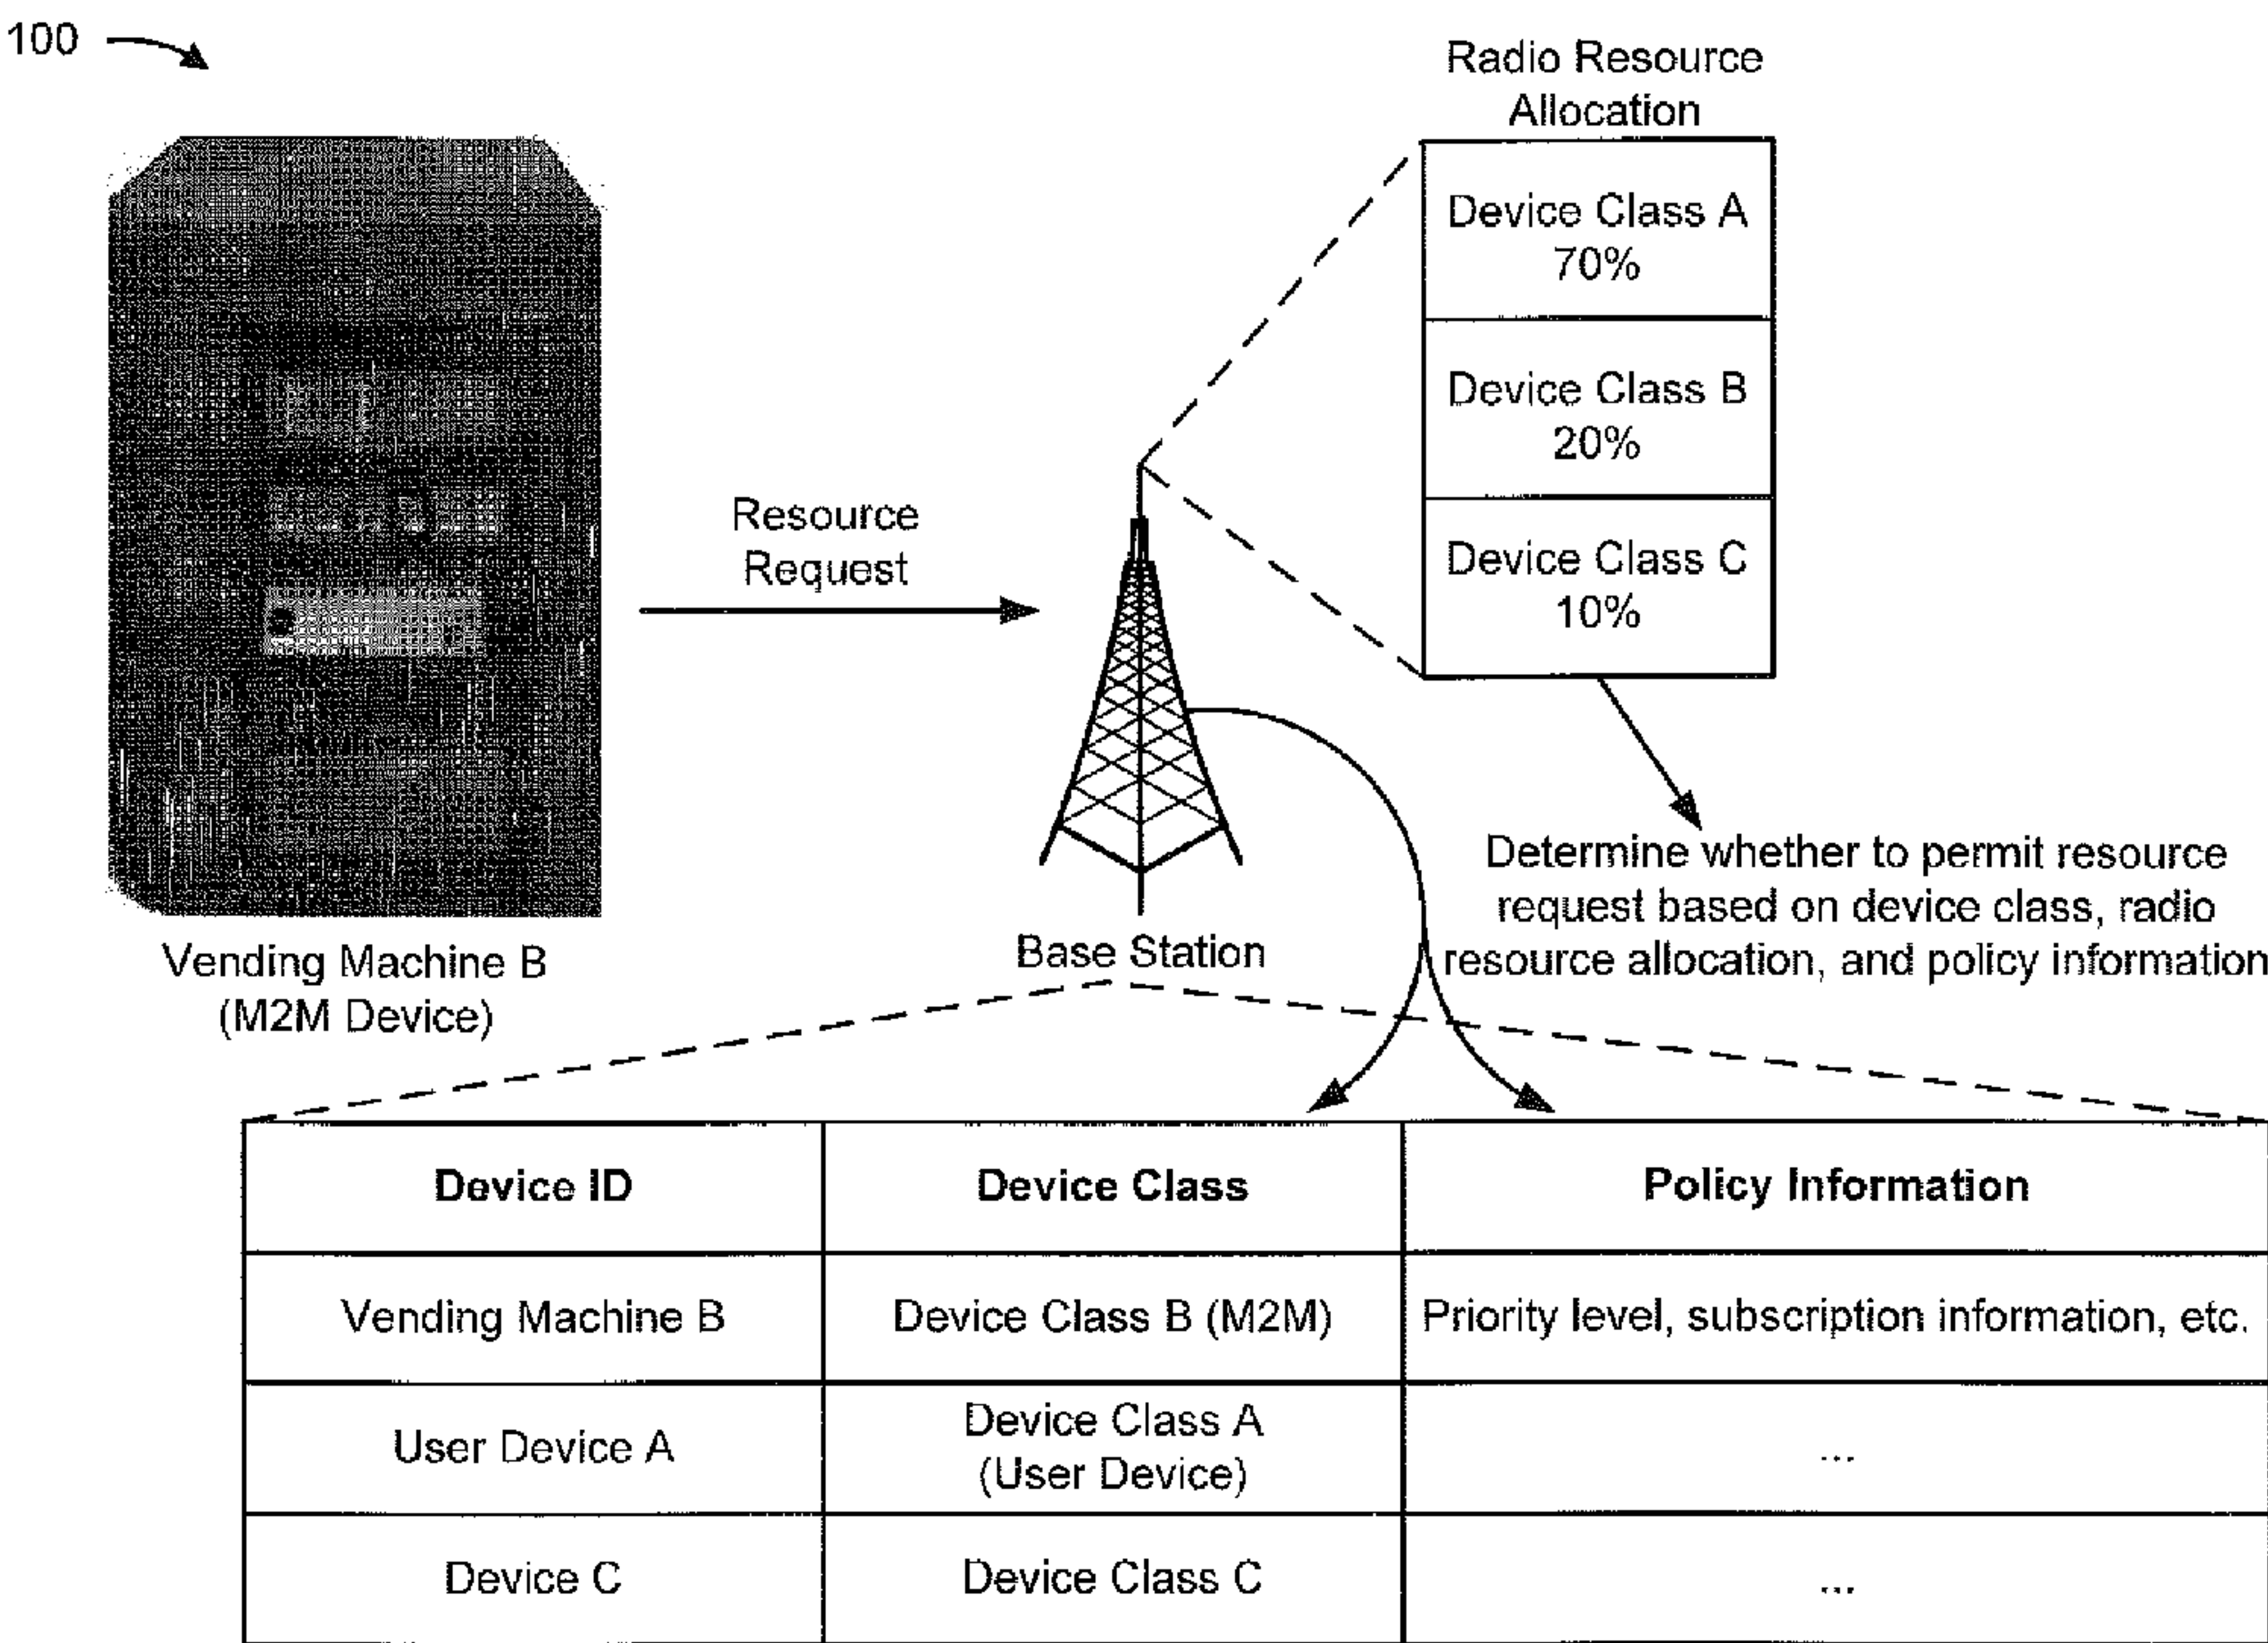 100
Radio Resource
Allocation
Device Class A
70%
Device Class B
20%
Device Class C
10%
Resource
Request
Vending Machine B
(M2M Device)
Base Station
Determine whether to permit resource
request based on device class, radio
resource allocation, and policy information
Device ID
Device Class
Policy Information
Vending Machine B
Device Class B (M2M)
Priority level, subscription information, etc.
User Device A
Device Class A
(User Device)
...
Device C
Device Class C
...